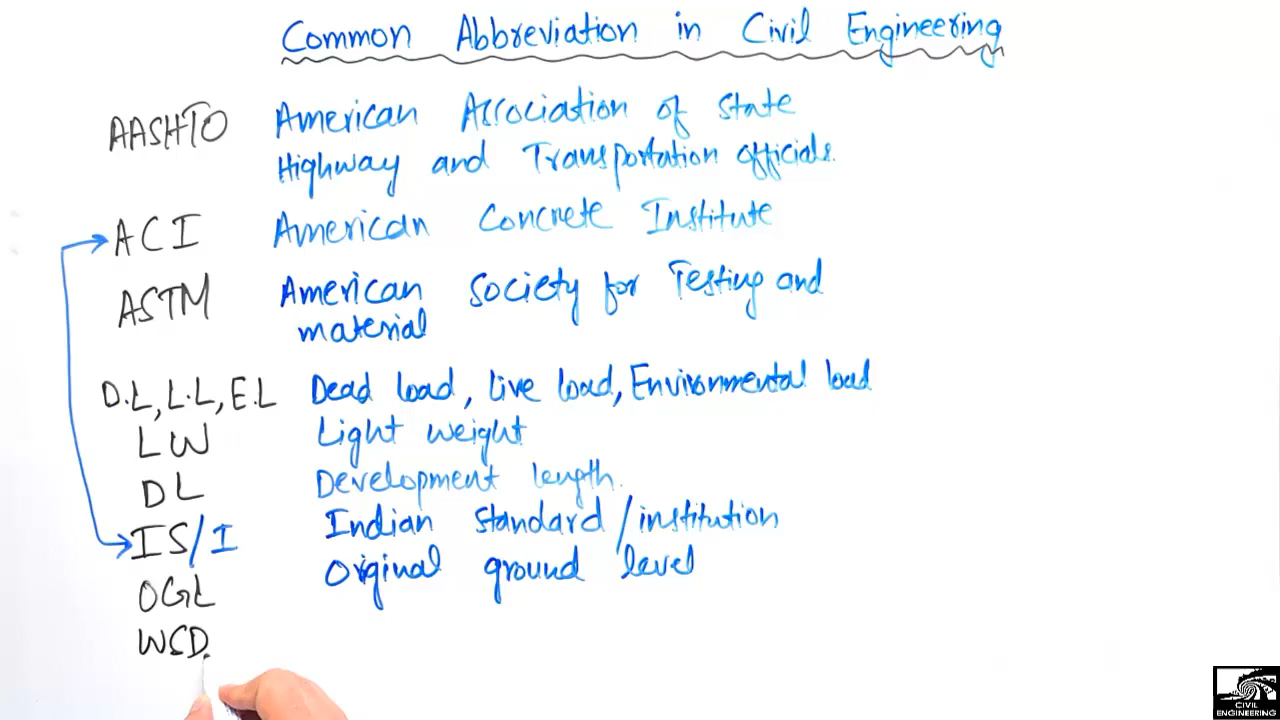 Common Abbreviation in Civil Engineering
AASHTO American Association of State
Highway and Transportation officials.
ACI American Concrete Institute
ASTM American Society for Testing and
material
D.L, L.L, E.L Dead load, Live load, Environmental load
LW Light weight
DL Development length.
IS/I Indian standard/institution
OGL Original ground level
WSD.
CIVIL
ENGINEERING